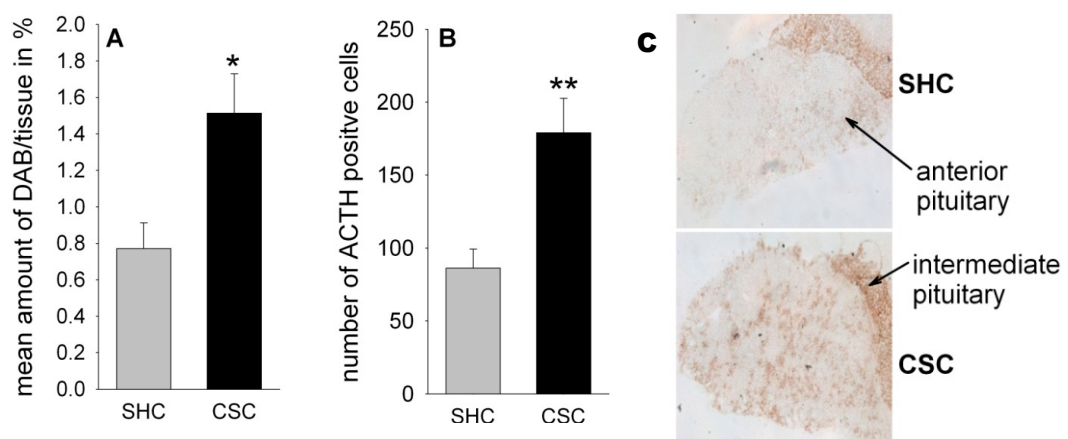 A
mean amount of DAB/tissue in %
2.0
1.8
1.6
1.4
1.2
1.0
0.8
0.6
0.4
0.2
0.0
*
SHC
CSC
B
number of ACTH positve cells
250
200
150
100
50
0
**
SHC
CSC
C
SHC
anterior
pituitary
intermediate
pituitary
CSC